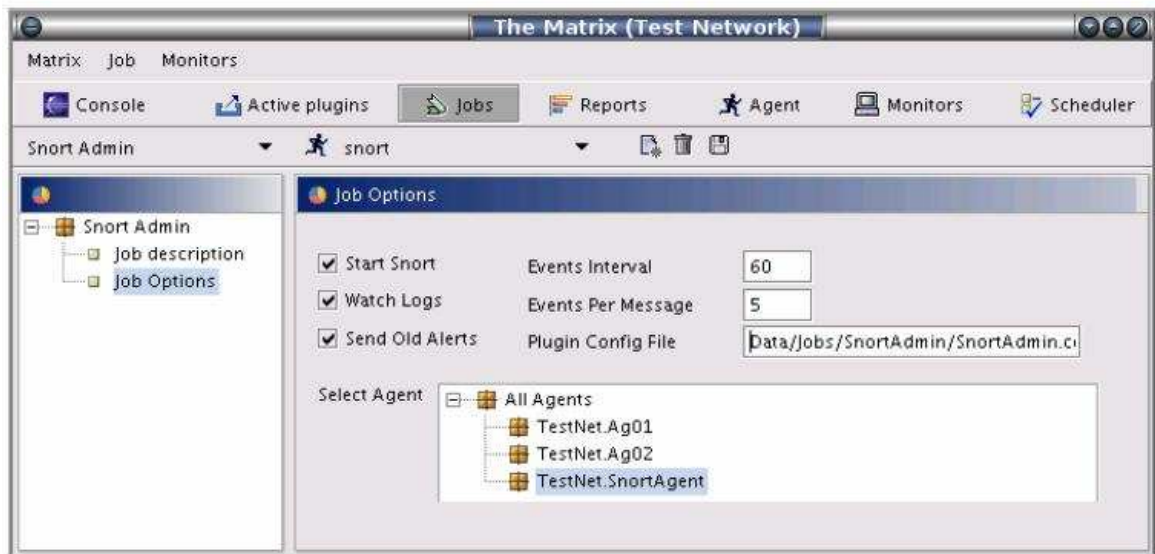 The Matrix (Test Network)
Matrix Job Monitors
Console Active plugins Jobs Reports Agent Monitors Scheduler
Snort Admin snort
Job Options
Snort Admin
Job description
Job Options
Start Snort Events Interval 60
Watch Logs Events Per Message 5
Send Old Alerts Plugin Config File Data/Jobs/SnortAdmin/SnortAdmin.c
Select Agent All Agents
TestNet.Ag01
TestNet.Ag02
TestNet.SnortAgent